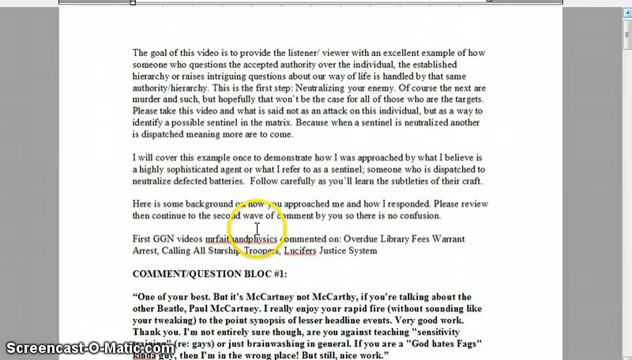 The goal of this video is to provide the listener/ viewer with an excellent example of how
someone who questions the accepted authority over the individual, the established
hierarchy or raises intriguing questions about our way of life is handled by that same
authority/hierarchy. This is the first step: Neutralizing your enemy. Of course the next are
murder and such, but hopefully that won't be the case for all of those who are the targets.
Please take this video and what is said not as an attack on this individual, but as a way to
identify a possible sentinel in the matrix. Because when a sentinel is neutralized another
is dispatched meaning more are to come.
I will cover this example once to demonstrate how I was approached by what I believe is
a highly sophisticated agent or what I refer to as a sentinel; someone who is dispatched to
neutralize defected batteries. Follow carefully as you'll learn the subtleties of their craft.
Here is some background on how you approached me and how I responded. Please review
then continue to the second wave of comment by you so there is no confusion.
First GGN videos mrfaithandphysics commented on: Overdue Library Fees Warrant
Arrest, Calling All Starship Troopers, Lucifers Justice System
COMMENT/QUESTION BLOC #1:
"One of your best. But it's McCartney not McCarthy, if you're talking about the
other Beatle, Paul McCartney. I really enjoy your rapid fire (without sounding like
your tweaking) to the point synopsis of lesser headline events. Very good work.
Thank you. I'm not entirely sure though, are you against teaching "sensitivity
training" (re: gays) or just brainwashing in general. If you are a "God hates Fags"
kinda guy, then I'm in the wrong place! But still, nice work."
Screencast-O-Matic.com